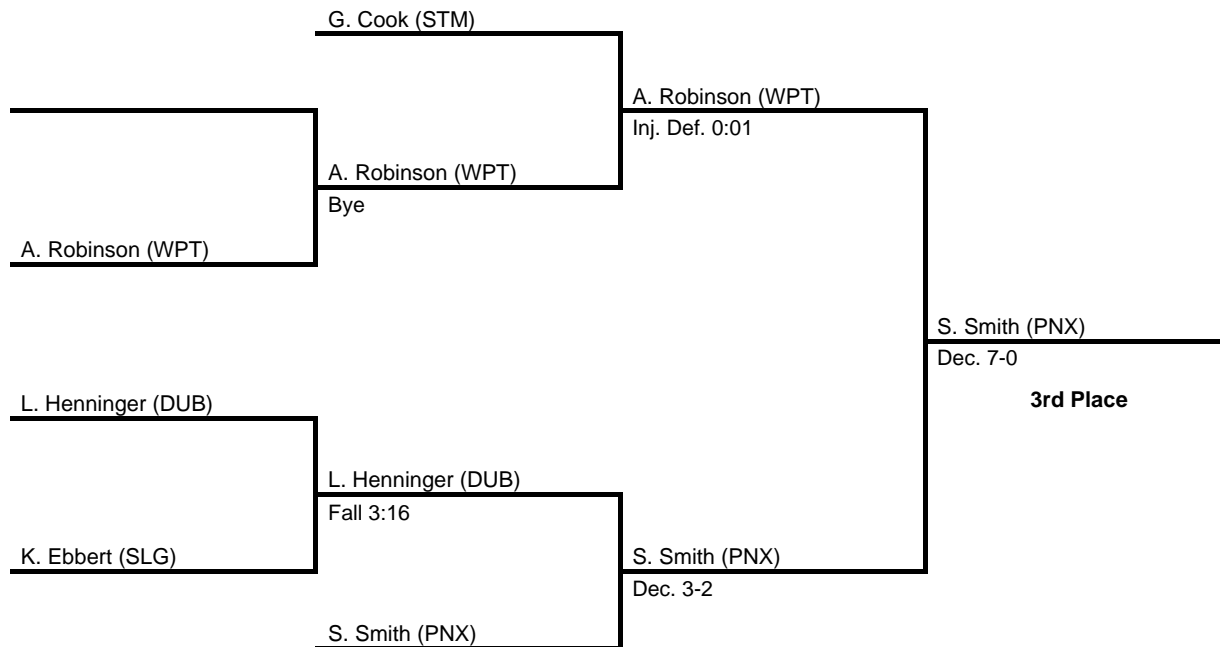 G. Cook (STM)
A. Robinson (WPT)
Inj. Def. 0:01
A. Robinson (WPT)
Bye
A. Robinson (WPT)
S. Smith (PNX)
Dec. 7-0
3rd Place
L. Henninger (DUB)
L. Henninger (DUB)
Fall 3:16
K. Ebbert (SLG)
S. Smith (PNX)
Dec. 3-2
S. Smith (PNX)